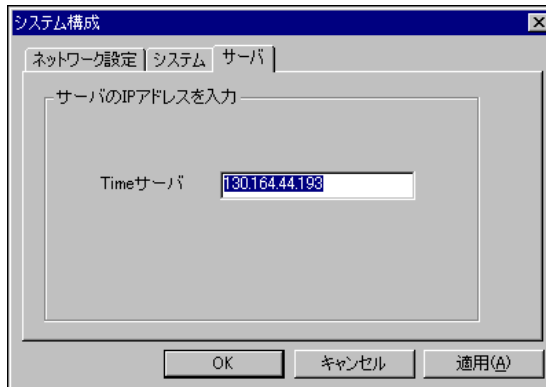 システム構成
ネットワーク設定 システム サーバ
サーバのIPアドレスを入力
Timeサーバ 130.164.44.193
OK キャンセル 適用(A)